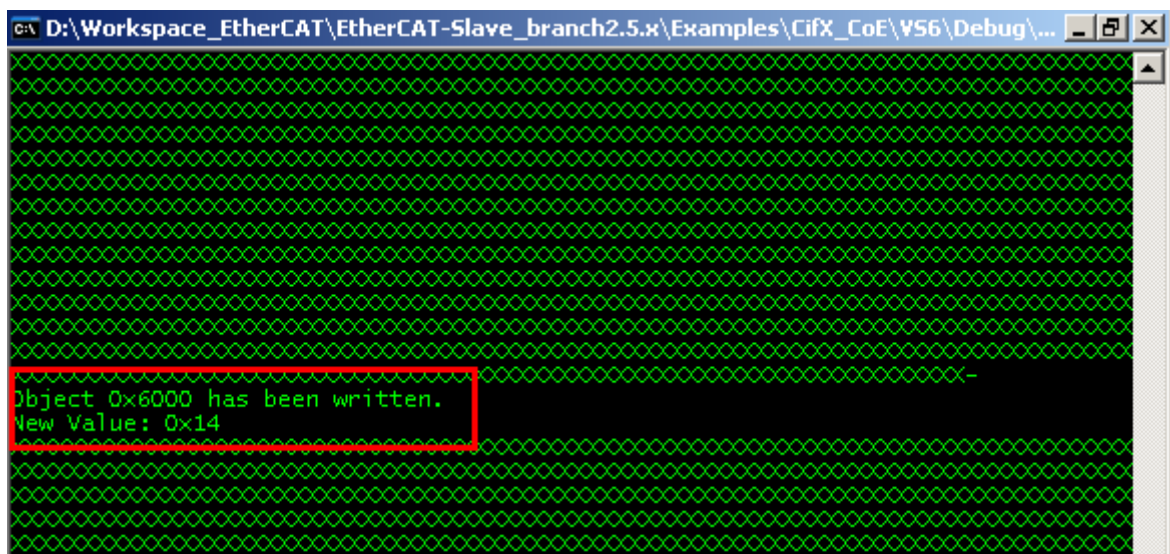 D:\Workspace_EtherCAT\EtherCAT-Slave_branch2.5.x\Examples\CifX_CoE\VS6\Debug\...
Object 0x6000 has been written.
New Value: 0x14